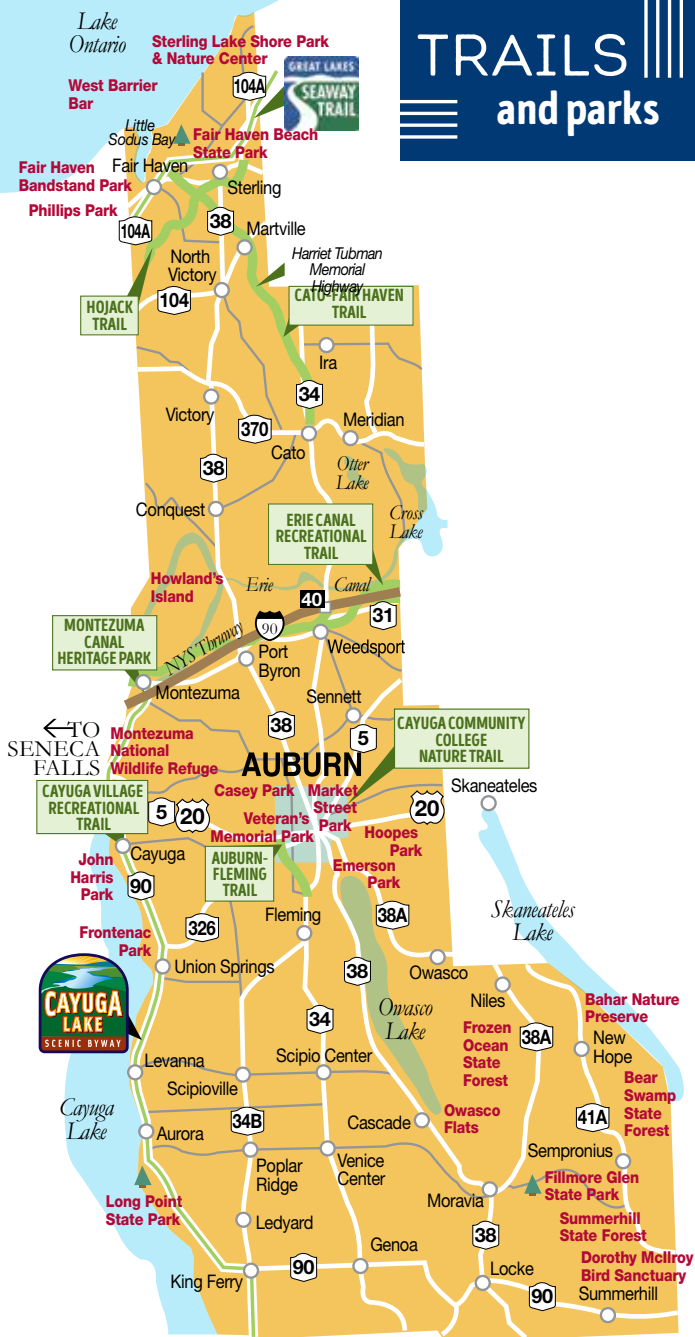 Lake
Ontario
Sterling Lake Shore Park
& Nature Center
TRAILS
and parks
104A
GREAT LAKES
SEAWAY
TRAIL
West Barrier
Bar
Little
Sodus Bay
Fair Haven Beach
State Park
Fair Haven
Fair Haven
Bandstand Park
Sterling
Phillips Park
104A
38
Martville
North
Victory
Harriet Tubman
Memorial
Highway
HOJACK
TRAIL
104
CATO-FAIR HAVEN
TRAIL
Ira
34
Victory
370
Meridian
Cato
38
Otter
Lake
Conquest
ERIE CANAL
RECREATIONAL
TRAIL
Cross
Lake
Howland's
Island
Erie
Canal
40
31
90
MONTEZUMA
CANAL
HERITAGE PARK
NYS Thruway
Port
Byron
Weedsport
Montezuma
Sennett
38
5
CAYUGA COMMUNITY
COLLEGE
NATURE TRAIL
←TO
SENECA
FALLS
Montezuma
National
Wildlife Refuge
AUBURN
Casey Park
Market
Street
Park
20
Skaneateles
CAYUGA VILLAGE
RECREATIONAL
TRAIL
5
20
Veteran's
Memorial Park
Hoopes
Park
Cayuga
AUBURN-
FLEMING
TRAIL
Emerson
Park
John
Harris
Park
90
38A
Skaneateles
Lake
Fleming
326
Frontenac
Park
Union Springs
38
Owasco
CAYUGA
LAKE
SCENIC BYWAY
Niles
Bahar Nature
Preserve
Owasco
Lake
34
Frozen
Ocean
State
Forest
38A
New
Hope
Levanna
Scipio Center
Scipioville
Bear
Swamp
State
Forest
Cayuga
Lake
34B
Cascade
Owasco
Flats
41A
Aurora
Sempronius
Poplar
Ridge
Venice
Center
Moravia
Fillmore Glen
State Park
Long Point
State Park
Ledyard
38
Summerhill
State Forest
Genoa
Dorothy McIlroy
Bird Sanctuary
King Ferry
90
Locke
90
Summerhill